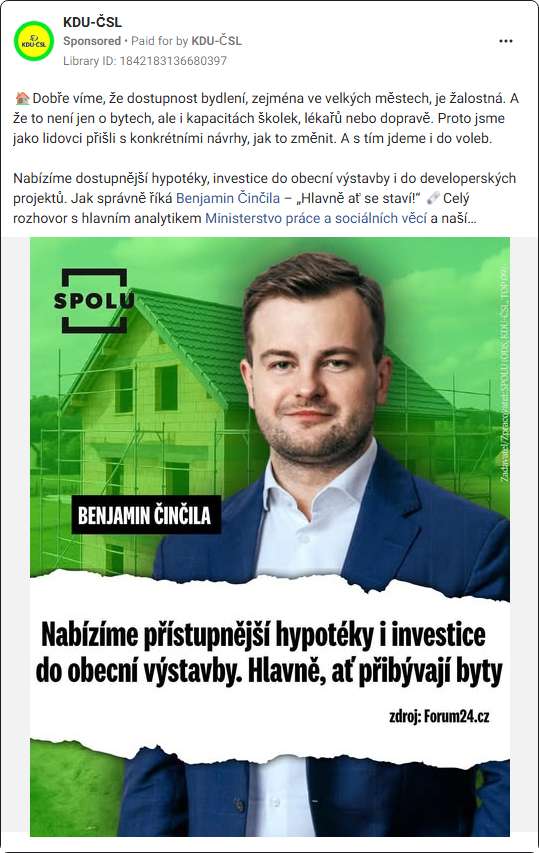 KDU-ČSL
Sponsored • Paid for by KDU-ČSL
Library ID: 1842183136680397
KDU-ČSL
🏠Dobře víme, že dostupnost bydlení, zejména ve velkých městech, je žalostná. A
že to není jen o bytech, ale i kapacitách školek, lékařů nebo dopravě. Proto jsme
jako lidovci přišli s konkrétními návrhy, jak to změnit. A s tím jdeme i do voleb.
Nabízíme dostupnější hypotéky, investice do obecní výstavby i do developerských
projektů. Jak správně říká Benjamin Činčila – „Hlavně ať se staví!“ 🗞️Celý
rozhovor s hlavním analytikem Ministerstvo práce a sociálních věcí a naší...
SPOLU
Zadavatel/Zpracovatel/SPOLU (ODS, KDU-ČSL, TOP 09)
BENJAMIN ČINČILA
Nabízíme přístupnější hypotéky i investice
do obecní výstavby. Hlavně, ať přibývají byty
zdroj: Forum24.cz